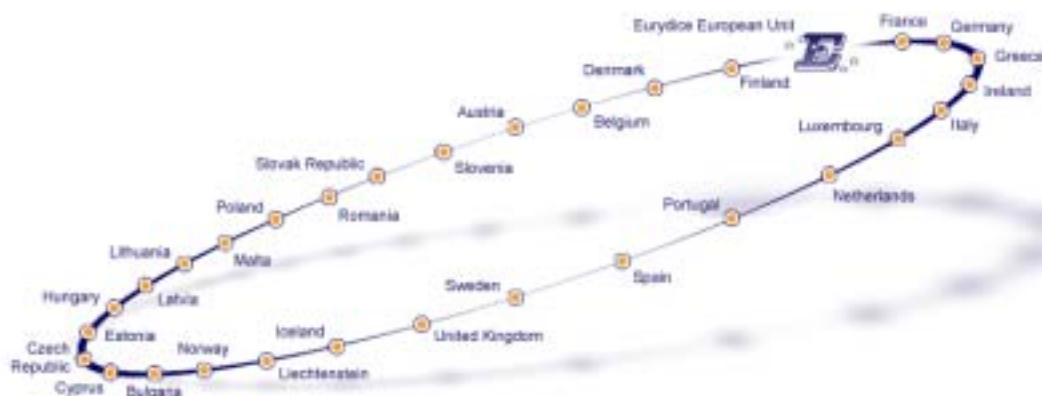 Eurydice European Unit
France
Germany
Greece
Ireland
Italy
Luxembourg
Netherlands
Portugal
Spain
Sweden
United Kingdom
Iceland
Liechtenstein
Norway
Bulgaria
Cyprus
Czech
Republic
Estonia
Hungary
Latvia
Lithuania
Malta
Poland
Romania
Slovak Republic
Slovenia
Austria
Belgium
Denmark
Finland